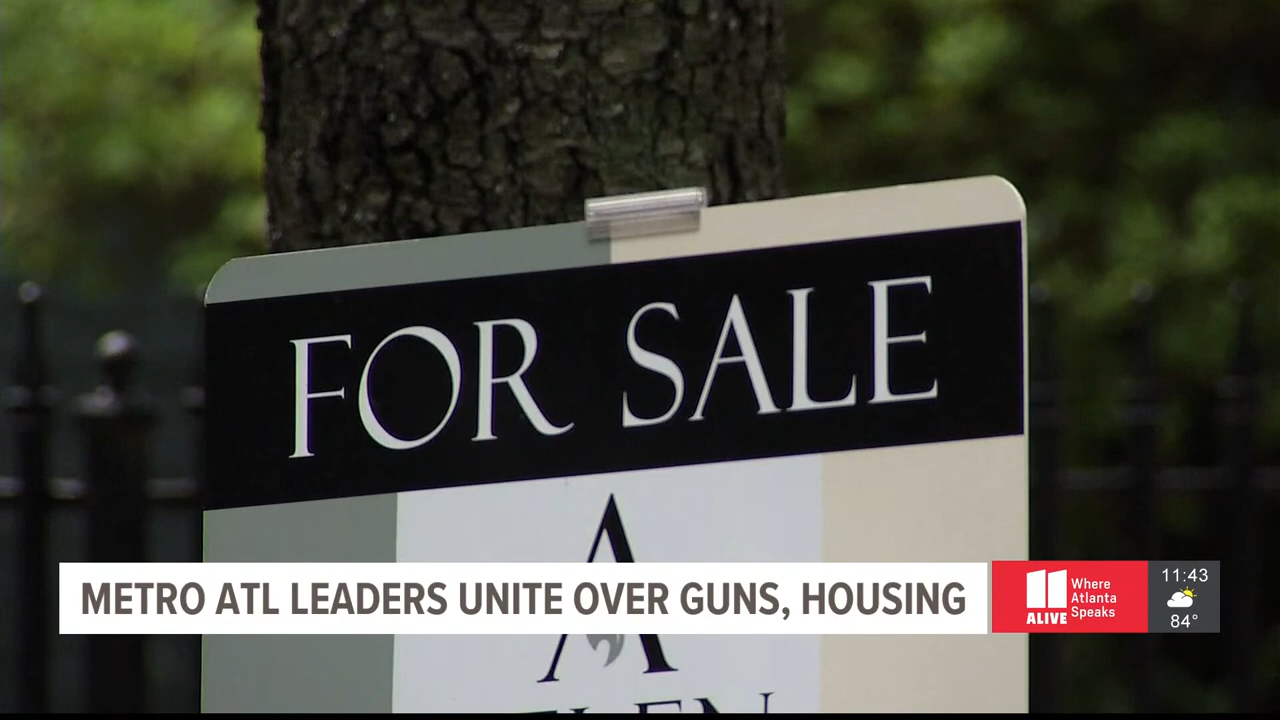 FOR SALE
A
METRO ATL LEADERS UNITE OVER GUNS, HOUSING
11
ALIVE
Where
Atlanta
Speaks
11:43
84°